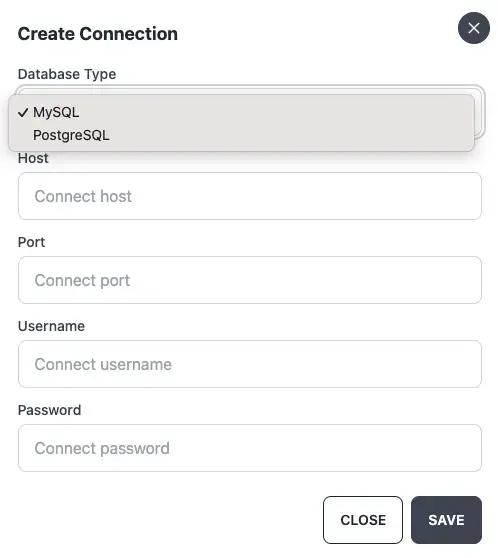 Create Connection
Database Type
MySQL
PostgreSQL
Host
Connect host
Port
Connect port
Username
Connect username
Password
Connect password
CLOSE SAVE